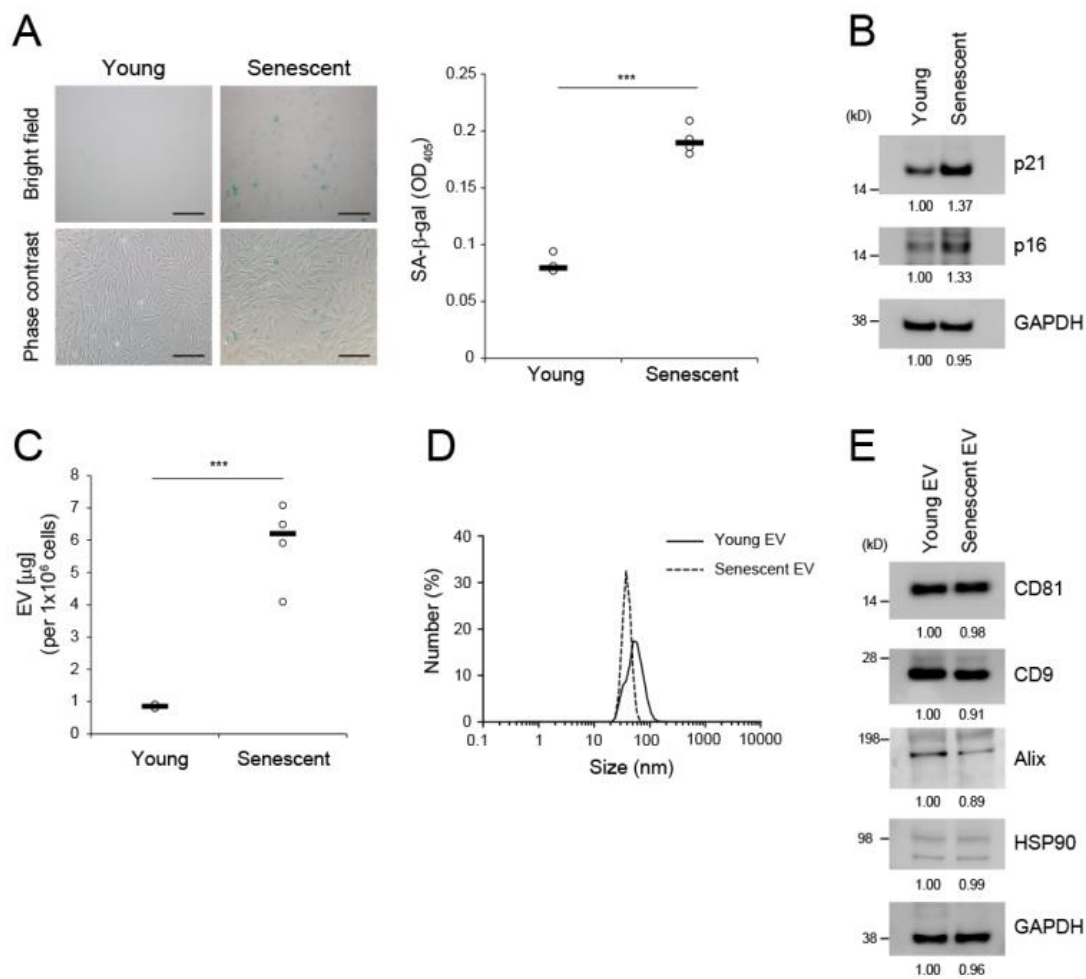 A
Young Senescent
Bright field
Phase contrast
0.25
0.2
0.15
0.1
0.05
0
SA-β-gal (OD405)
***
Young Senescent
B
(kD)
Young
Senescent
p21
14
1.00 1.37
p16
14
1.00 1.33
38
GAPDH
1.00 0.95
C
***
8
7
6
5
4
3
2
1
0
EV [μg]
(per 1x10⁶ cells)
Young Senescent
D
40
30
20
10
0
Number (%)
Young EV
Senescent EV
0.1 1 10 100 1000 10000
Size (nm)
E
(kD)
Young EV
Senescent EV
CD81
14
1.00 0.98
28
CD9
1.00 0.91
198
Alix
1.00 0.89
98
HSP90
1.00 0.99
GAPDH
38
1.00 0.96